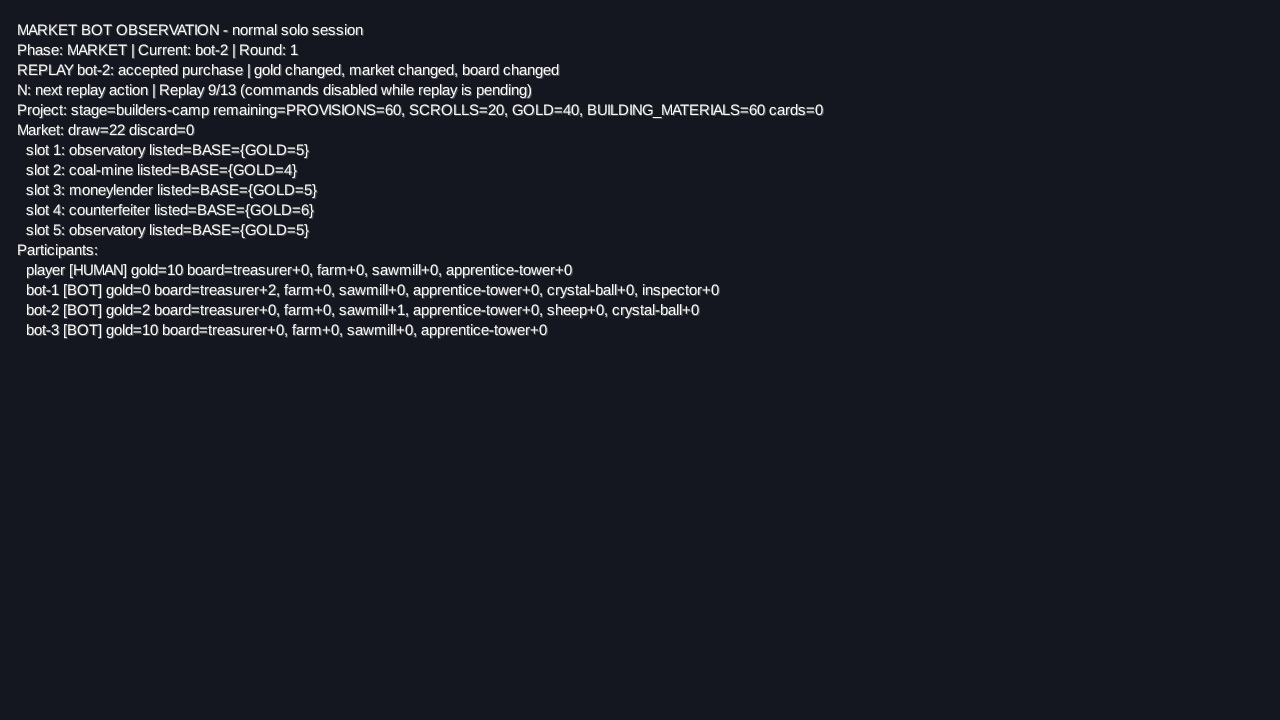 MARKET BOT OBSERVATION - normal solo session
Phase: MARKET | Current: bot-2 | Round: 1
REPLAY bot-2: accepted purchase | gold changed, market changed, board changed
N: next replay action | Replay 9/13 (commands disabled while replay is pending)
Project: stage=builders-camp remaining=PROVISIONS=60, SCROLLS=20, GOLD=40, BUILDING_MATERIALS=60 cards=0
Market: draw=22 discard=0
slot 1: observatory listed=BASE={GOLD=5}
slot 2: coal-mine listed=BASE={GOLD=4}
slot 3: moneylender listed=BASE={GOLD=5}
slot 4: counterfeiter listed=BASE={GOLD=6}
slot 5: observatory listed=BASE={GOLD=5}
Participants:
player [HUMAN] gold=10 board=treasurer+0, farm+0, sawmill+0, apprentice-tower+0
bot-1 [BOT] gold=0 board=treasurer+2, farm+0, sawmill+0, apprentice-tower+0, crystal-ball+0, inspector+0
bot-2 [BOT] gold=2 board=treasurer+0, farm+0, sawmill+1, apprentice-tower+0, sheep+0, crystal-ball+0
bot-3 [BOT] gold=10 board=treasurer+0, farm+0, sawmill+0, apprentice-tower+0